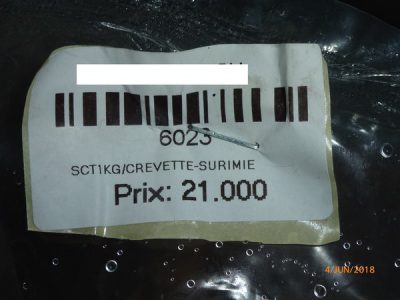 6023
SCT1KG/CREVETTE-SURIMIE
Prix: 21.000
4/JUN/2018